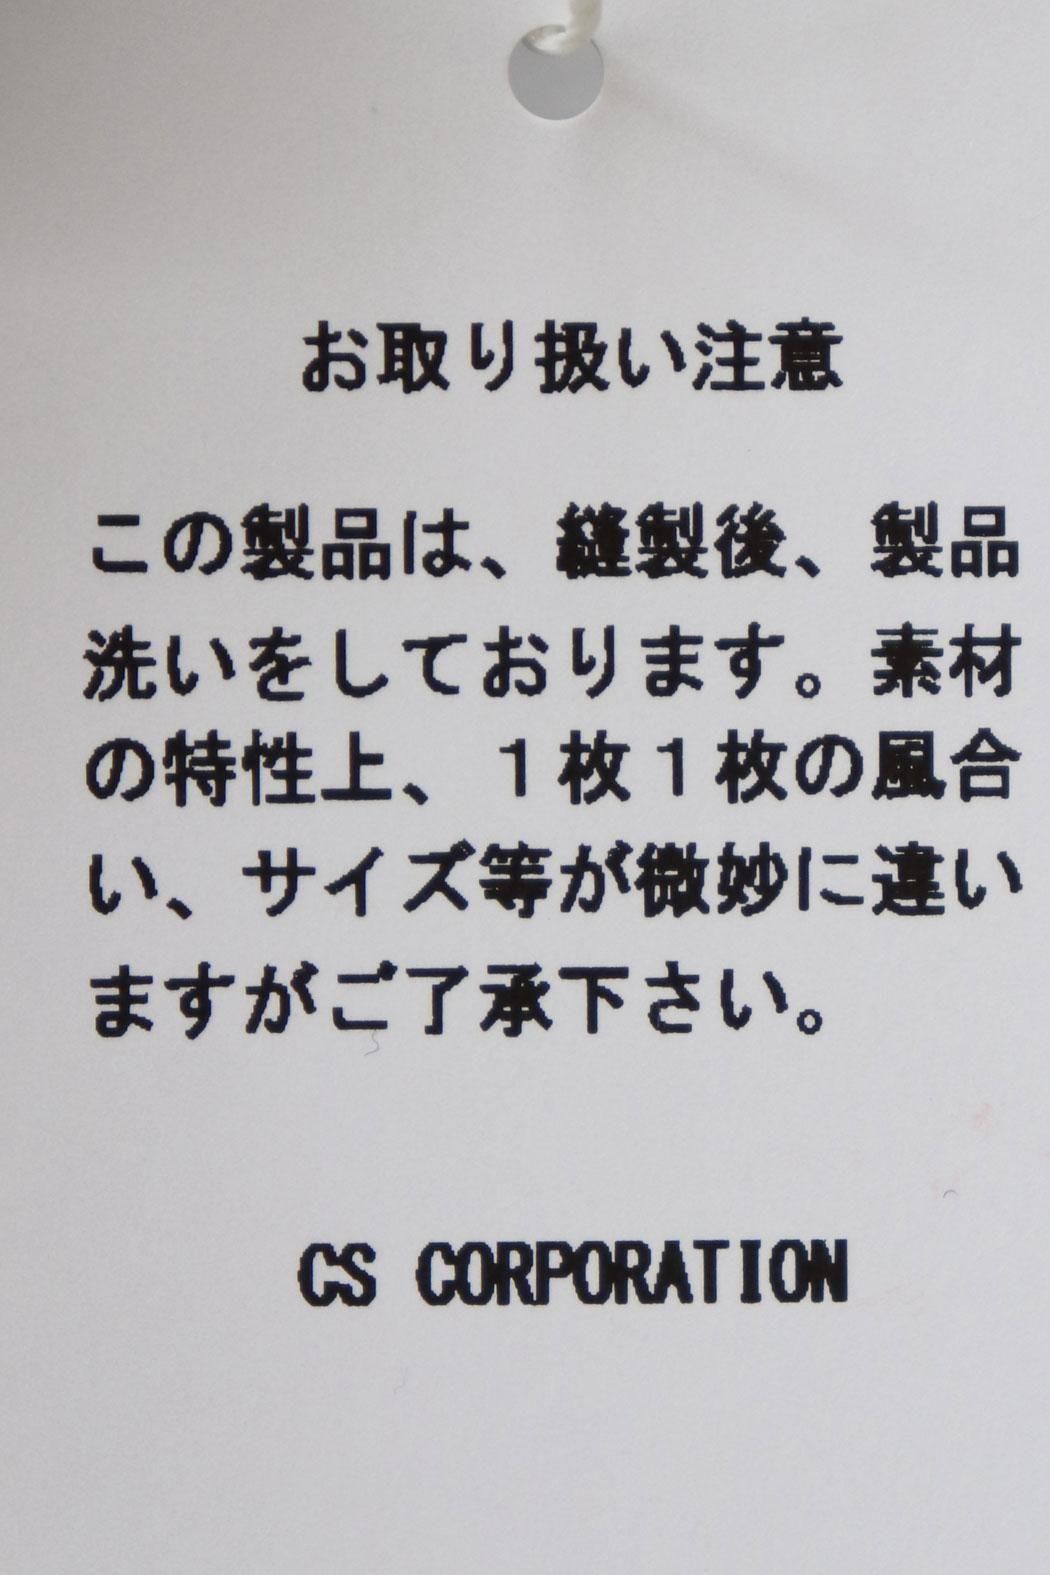 お取り扱い注意
この製品は、縫製後、製品
洗いをしております。素材
の特性上、１枚１枚の風合
い、サイズ等が微妙に違い
ますがご了承下さい。
CS CORPORATION